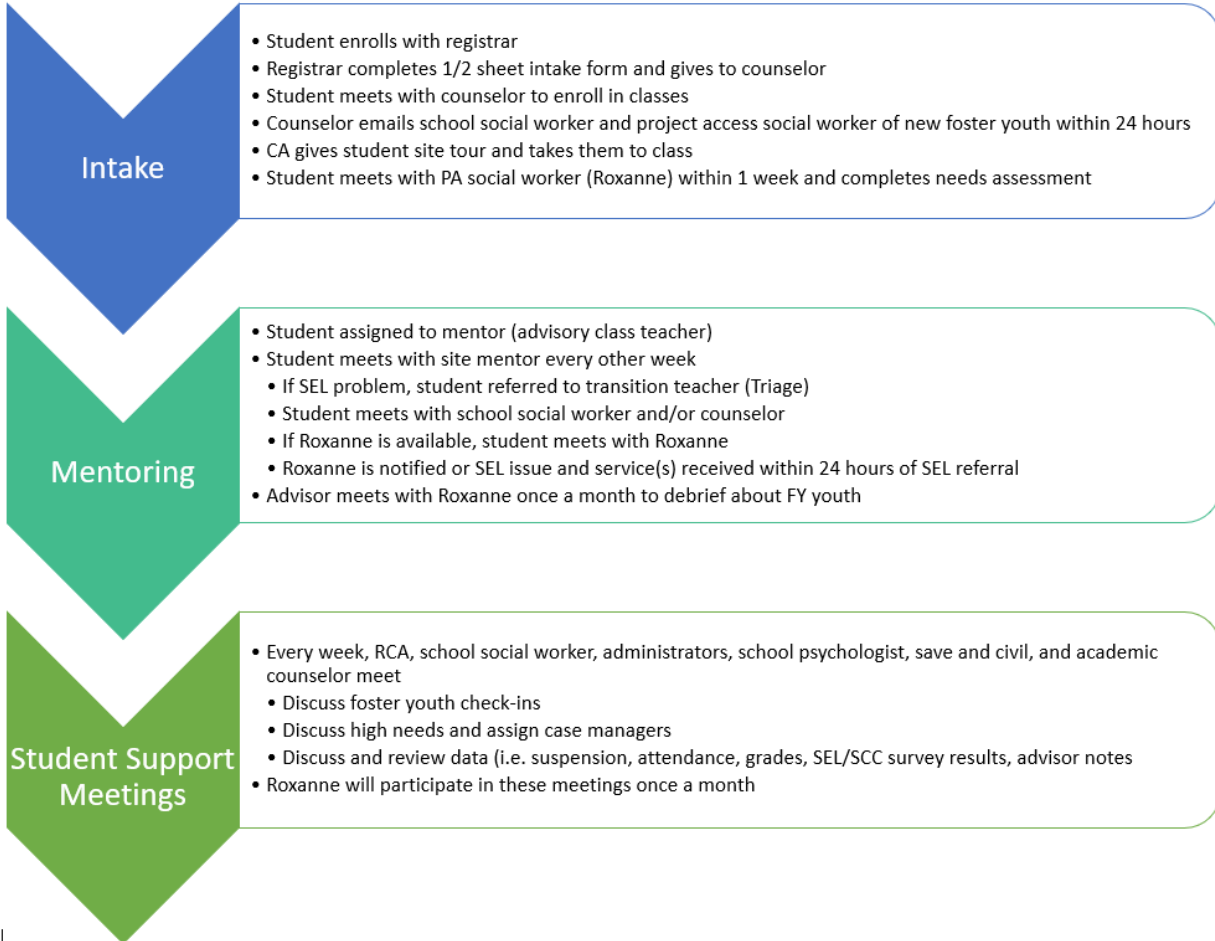 Intake
• Student enrolls with registrar
• Registrar completes 1/2 sheet intake form and gives to counselor
• Student meets with counselor to enroll in classes
• Counselor emails school social worker and project access social worker of new foster youth within 24 hours
• CA gives student site tour and takes them to class
• Student meets with PA social worker (Roxanne) within 1 week and completes needs assessment
Mentoring
• Student assigned to mentor (advisory class teacher)
• Student meets with site mentor every other week
• If SEL problem, student referred to transition teacher (Triage)
• Student meets with school social worker and/or counselor
• If Roxanne is available, student meets with Roxanne
• Roxanne is notified or SEL issue and service(s) received within 24 hours of SEL referral
• Advisor meets with Roxanne once a month to debrief about FY youth
Student Support
Meetings
• Every week, RCA, school social worker, administrators, school psychologist, save and civil, and academic
counselor meet
• Discuss foster youth check-ins
• Discuss high needs and assign case managers
• Discuss and review data (i.e. suspension, attendance, grades, SEL/SCC survey results, advisor notes
• Roxanne will participate in these meetings once a month